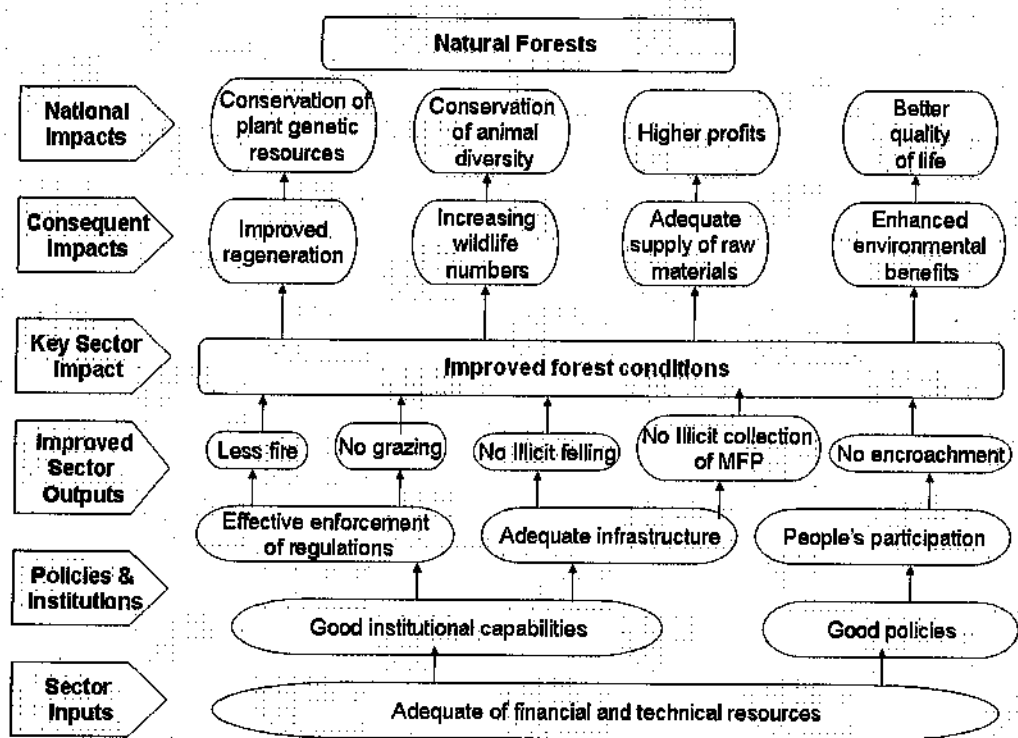 Natural Forests
National
Impacts
Conservation of
plant genetic
resources
Conservation
of animal
diversity
Higher profits
Better
quality
of life
Consequent
Impacts
Improved
regeneration
Increasing
wildlife
numbers
Adequate
supply of raw
materials
Enhanced
environmental
benefits
Key Sector
Impact
Improved forest conditions
Improved
Sector
Outputs
Less fire
No grazing
No Illicit felling
No Illicit collection
of MFP
No encroachment
Effective enforcement
of regulations
Adequate infrastructure
People's participation
Policies &
Institutions
Good institutional capabilities
Good policies
Sector
Inputs
Adequate of financial and technical resources